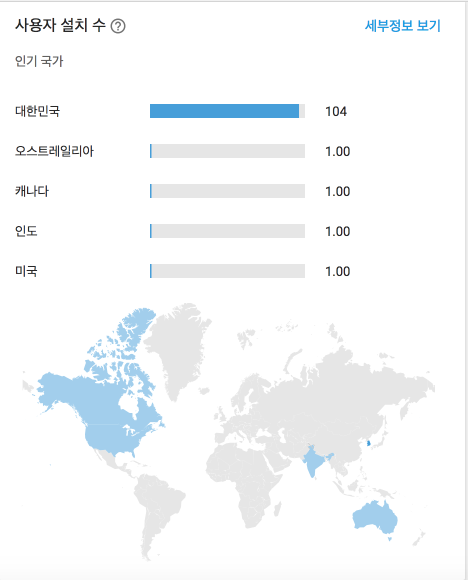 사용자 설치 수 ?
세부정보 보기
인기 국가
대한민국 104
오스트레일리아 1.00
캐나다 1.00
인도 1.00
미국 1.00